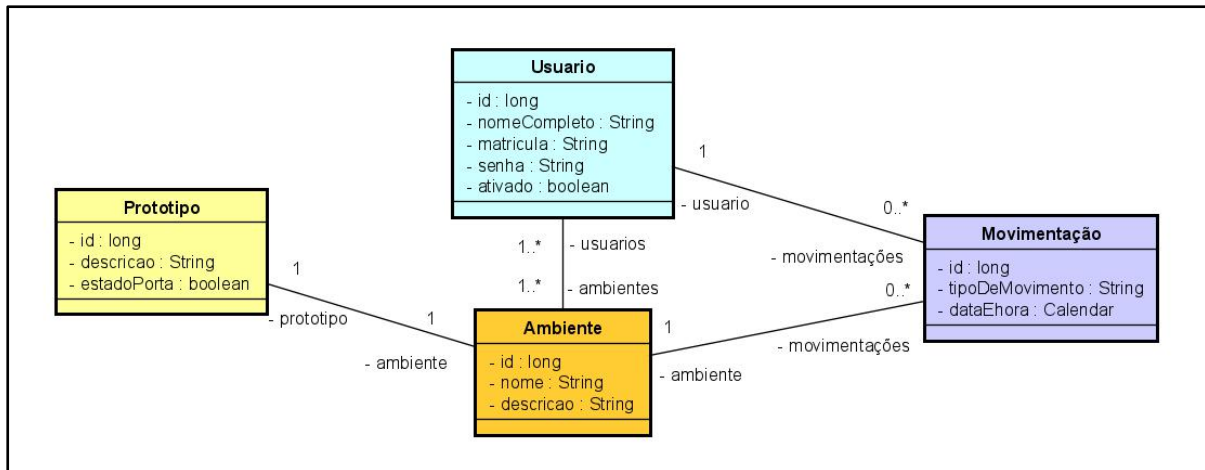 Usuario
- id : long
- nomeCompleto : String
- matricula : String
- senha : String
- ativado : boolean
1
- usuario
0..*
- movimentações
Prototipo
- id : long
- descricao : String
- estadoPorta : boolean
1
- prototipo
1
- ambiente
1..*
- usuarios
1..*
- ambientes
Movimentação
- id : long
- tipoDeMovimento : String
- dataEhora : Calendar
0..*
- movimentações
Ambiente
- id : long
- nome : String
- descricao : String
1
- ambiente